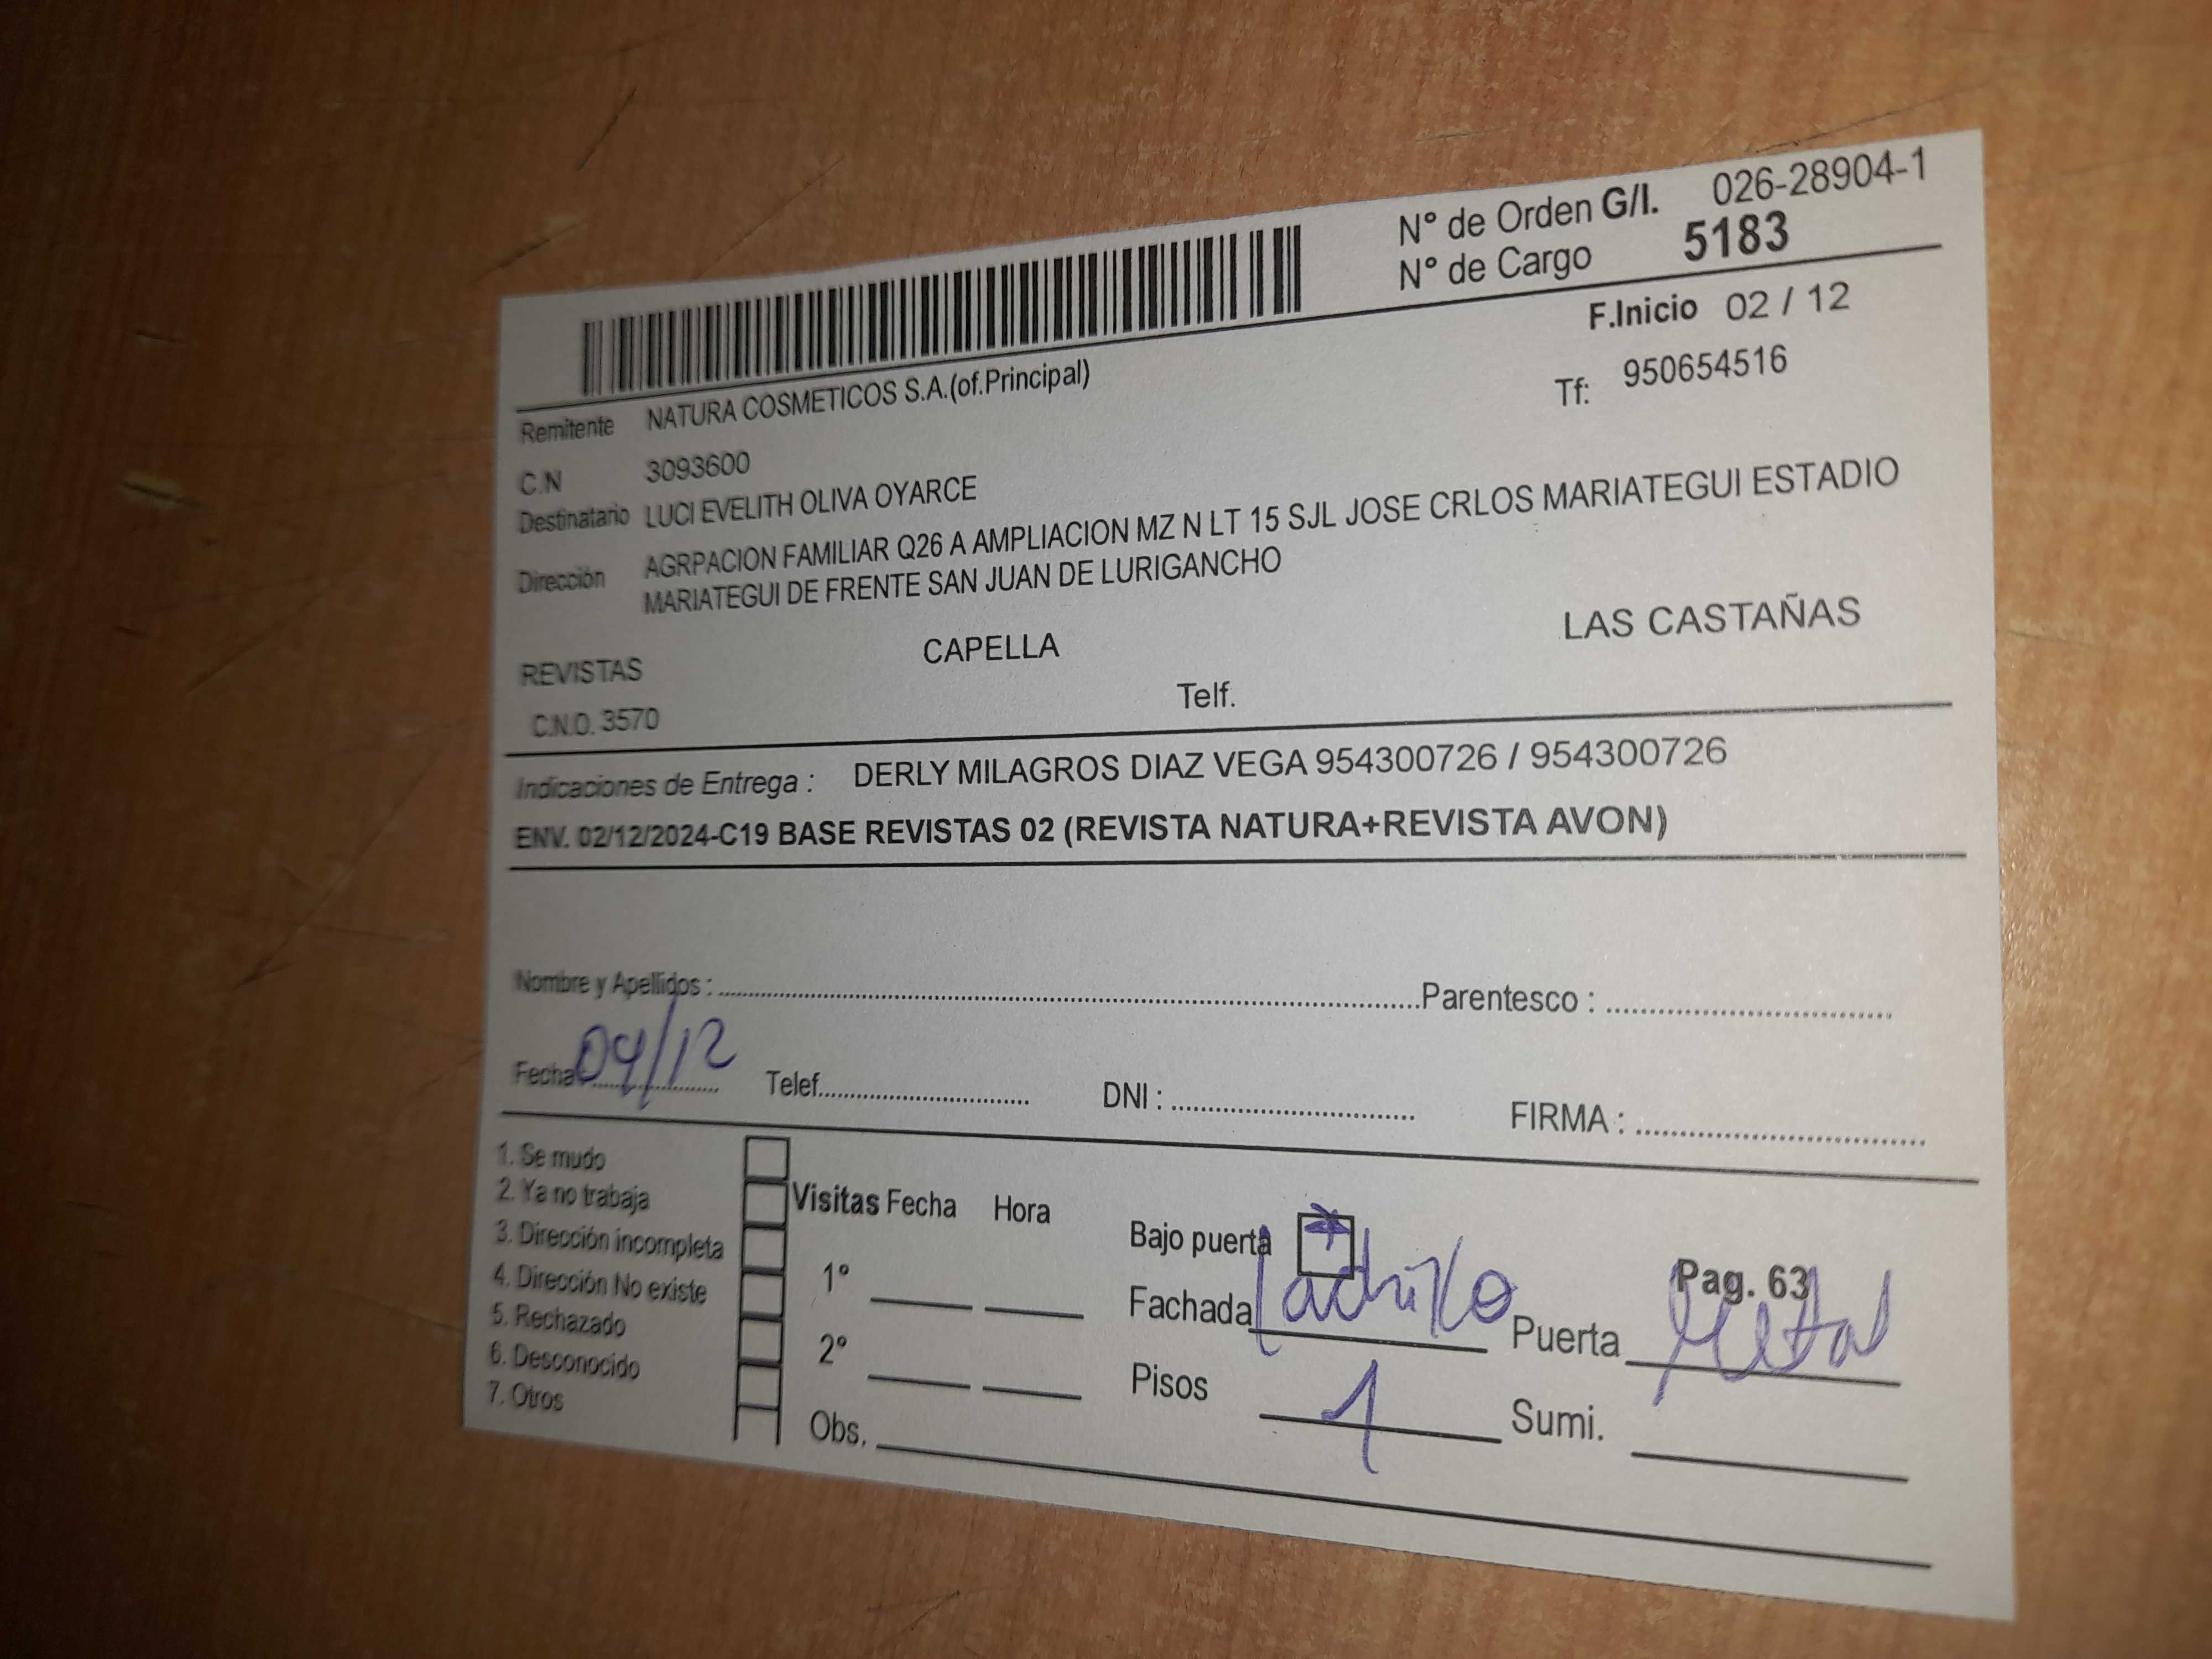 N° de Orden G/I. 026-28904-1
N° de Cargo 5183
F.Inicio 02 / 12
Remitente NATURA COSMETICOS S.A.(of.Principal)
Tf: 950654516
C.N 3093600
Destinatario LUCI EVELITH OLIVA OYARCE
Dirección AGRPACION FAMILIAR Q26 A AMPLIACION MZ N LT 15 SJL JOSE CRLOS MARIATEGUI ESTADIO
MARIATEGUI DE FRENTE SAN JUAN DE LURIGANCHO
REVISTAS CAPELLA LAS CASTAÑAS
C.N.O. 3570 Telf.
Indicaciones de Entrega : DERLY MILAGROS DIAZ VEGA 954300726 / 954300726
ENV. 02/12/2024-C19 BASE REVISTAS 02 (REVISTA NATURA+REVISTA AVON)
Nombre y Apellidos : Parentesco :
Fecha 04/12 Telef. DNI : FIRMA :
1. Se mudo
2. Ya no trabaja
3. Dirección incompleta
4. Dirección No existe
5. Rechazado
6. Desconocido
7. Otros
Visitas Fecha Hora
1°
2°
Obs.
Bajo puerta
Pag. 63
Fachada ladrillo Puerta Metal
Pisos 1 Sumi.